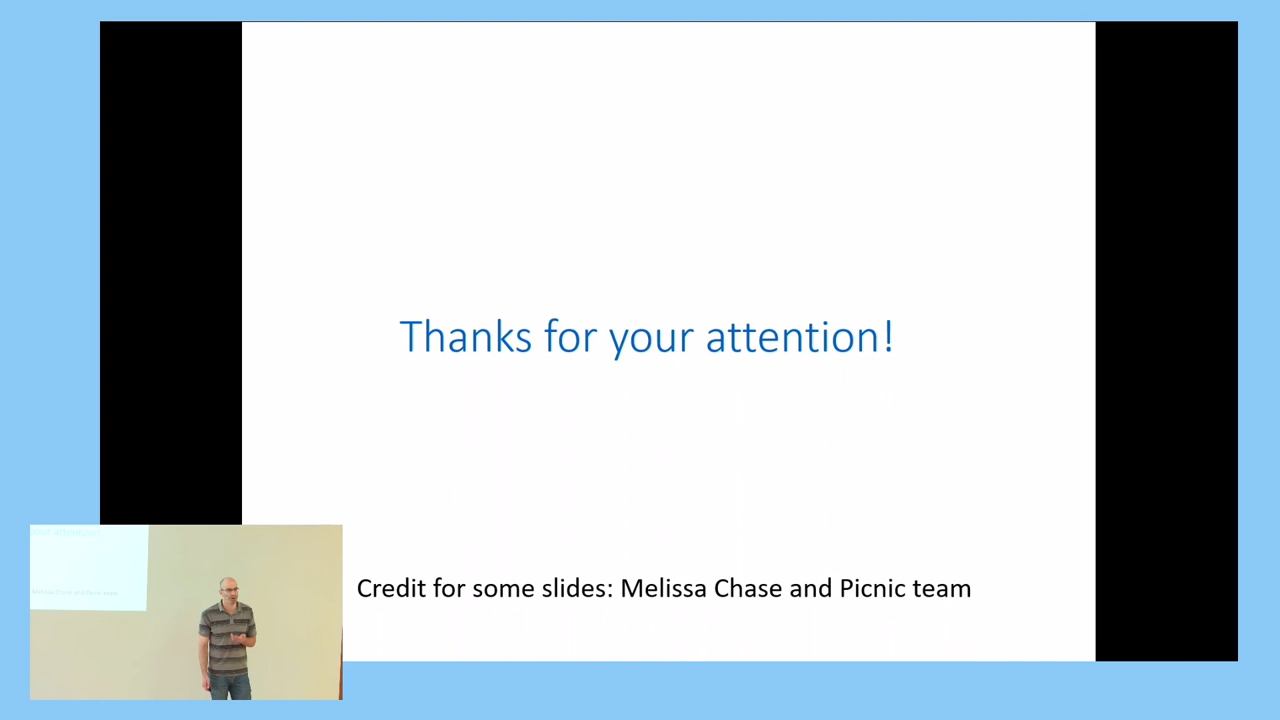 Thanks for your attention!
Credit for some slides: Melissa Chase and Picnic team